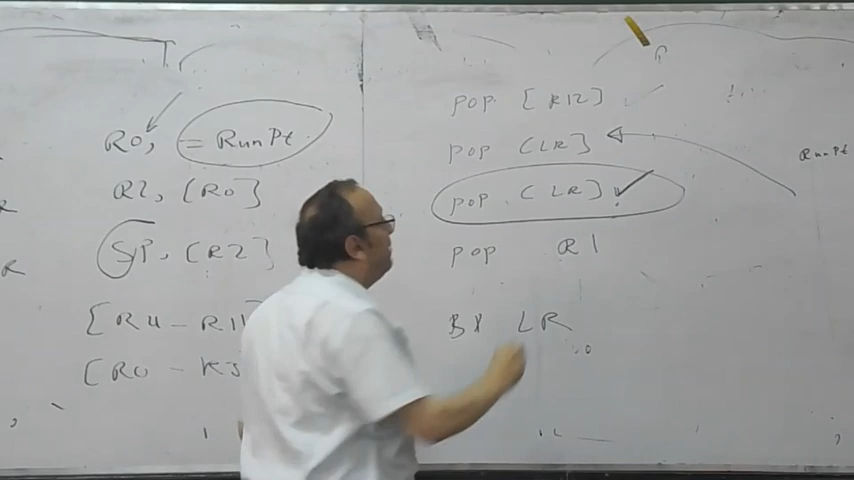 R0, = RunPt
R2, [R0]
SP, [R2]
[R4 - R11
[R0 - R3
R
R
POP [R12]
POP [LR]
POP [LR]
POP R1
BX LR
RunPt